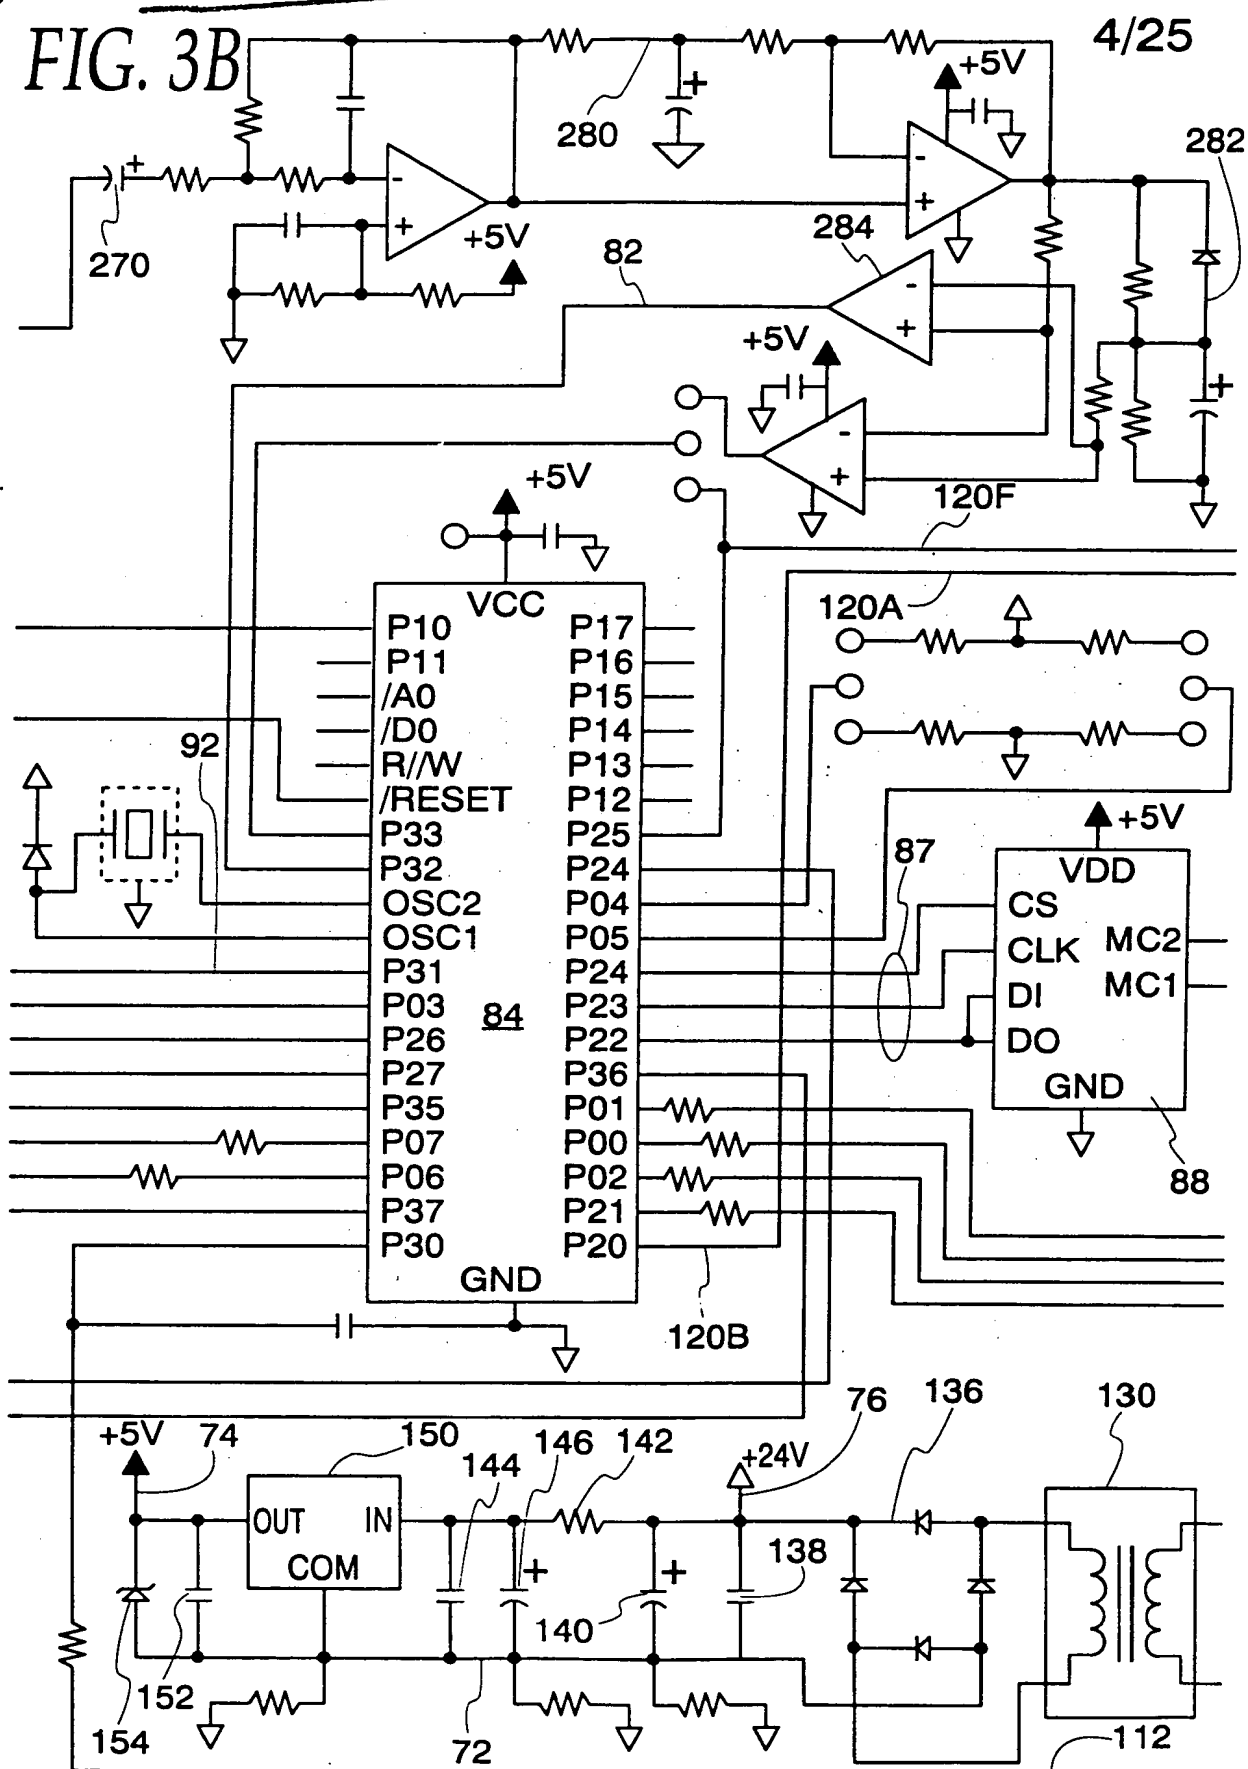 FIG. 3B
4/25
+5V
+
280
282
-
+
+
-
+
270
+5V
284
82
-
+
+5V
+
-
+
+5V
120F
120A
VCC
P10
P17
P11
P16
/A0
P15
/D0
P14
92
R//W
P13
/RESET
P12
P33
P25
+5V
P32
P24
87
VDD
OSC2
P04
CS
OSC1
P05
CLK
MC2
P31
P24
DI
MC1
P03
84
P23
P26
P22
DO
P27
P36
GND
P35
P01
P07
P00
P06
P02
88
P37
P21
P30
P20
GND
120B
76
136
130
+5V
74
150
144
146
142
+24V
OUT
IN
COM
+
+
138
140
152
154
72
112